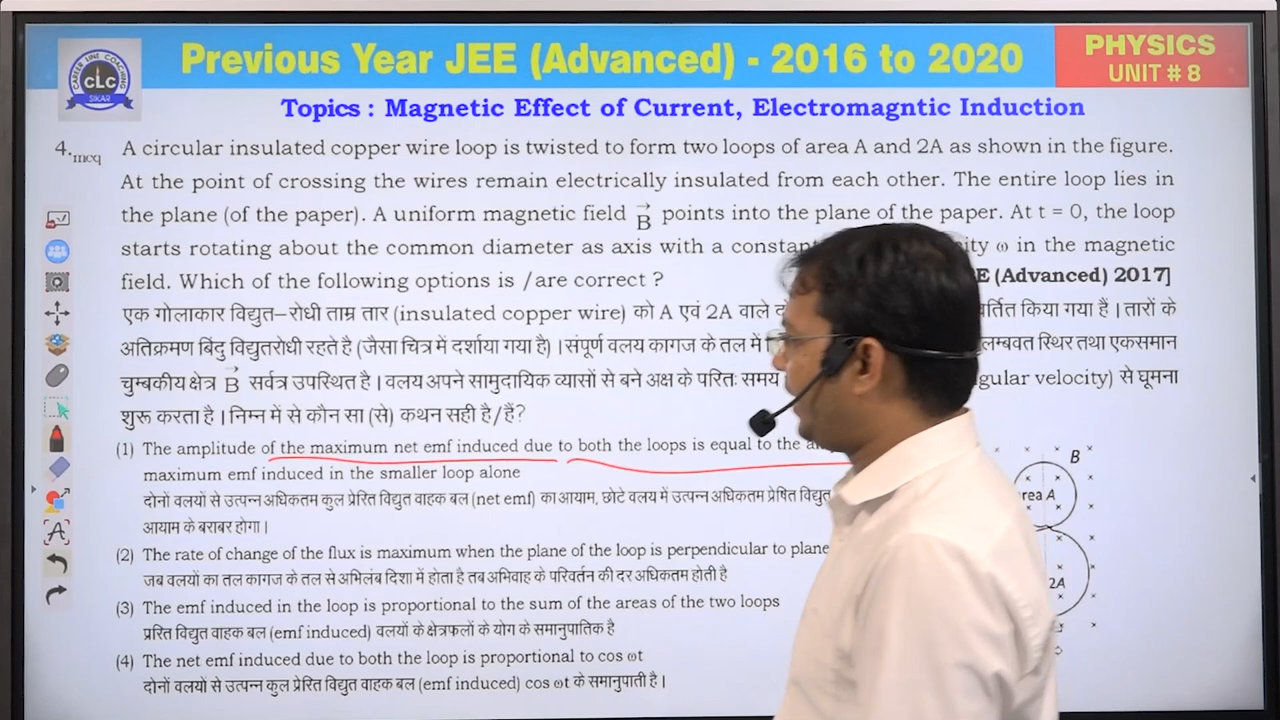 Previous Year JEE (Advanced) - 2016 to 2020
PHYSICS
UNIT # 8
CAREER LINE COACHING
CLC
SIKAR
Topics : Magnetic Effect of Current, Electromagntic Induction
4. mcq A circular insulated copper wire loop is twisted to form two loops of area A and 2A as shown in the figure.
At the point of crossing the wires remain electrically insulated from each other. The entire loop lies in
the plane (of the paper). A uniform magnetic field B⃗ points into the plane of the paper. At t = 0, the loop
starts rotating about the common diameter as axis with a constant ω in the magnetic
field. Which of the following options is /are correct ? (Advanced) 2017]
एक गोलाकार विद्युत–रोधी ताम्र तार (insulated copper wire) को A एवं 2A वाले वर्तित किया गया हैं । तारों के
अतिक्रमण बिंदु विद्युतरोधी रहते है (जैसा चित्र में दर्शाया गया है) । संपूर्ण वलय कागज के तल में लम्बवत स्थिर तथा एकसमान
चुम्बकीय क्षेत्र B⃗ सर्वत्र उपस्थित है । वलय अपने सामुदायिक व्यासों से बने अक्ष के परितः समय velocity) से घूमना
शुरू करता है । निम्न में से कौन सा (से) कथन सही है/हैं?
(1) The amplitude of the maximum net emf induced due to both the loops is equal to the
maximum emf induced in the smaller loop alone
दोनों वलयों से उत्पन्न अधिकतम कुल प्रेरित विद्युत वाहक बल (net emf) का आयाम, छोटे वलय में उत्पन्न अधिकतम प्रेषित विद्युत
आयाम के बराबर होगा ।
(2) The rate of change of the flux is maximum when the plane of the loop is perpendicular to plane
जब वलयों का तल कागज के तल से अभिलंब दिशा में होता है तब अभिवाह के परिवर्तन की दर अधिकतम होती है
(3) The emf induced in the loop is proportional to the sum of the areas of the two loops
प्ररित विद्युत वाहक बल (emf induced) वलयों के क्षेत्रफलों के योग के समानुपातिक है
(4) The net emf induced due to both the loop is proportional to cos ωt
दोनों वलयों से उत्पन्न कुल प्रेरित विद्युत वाहक बल (emf induced) cos ωt के समानुपाती है ।
B
A
2A